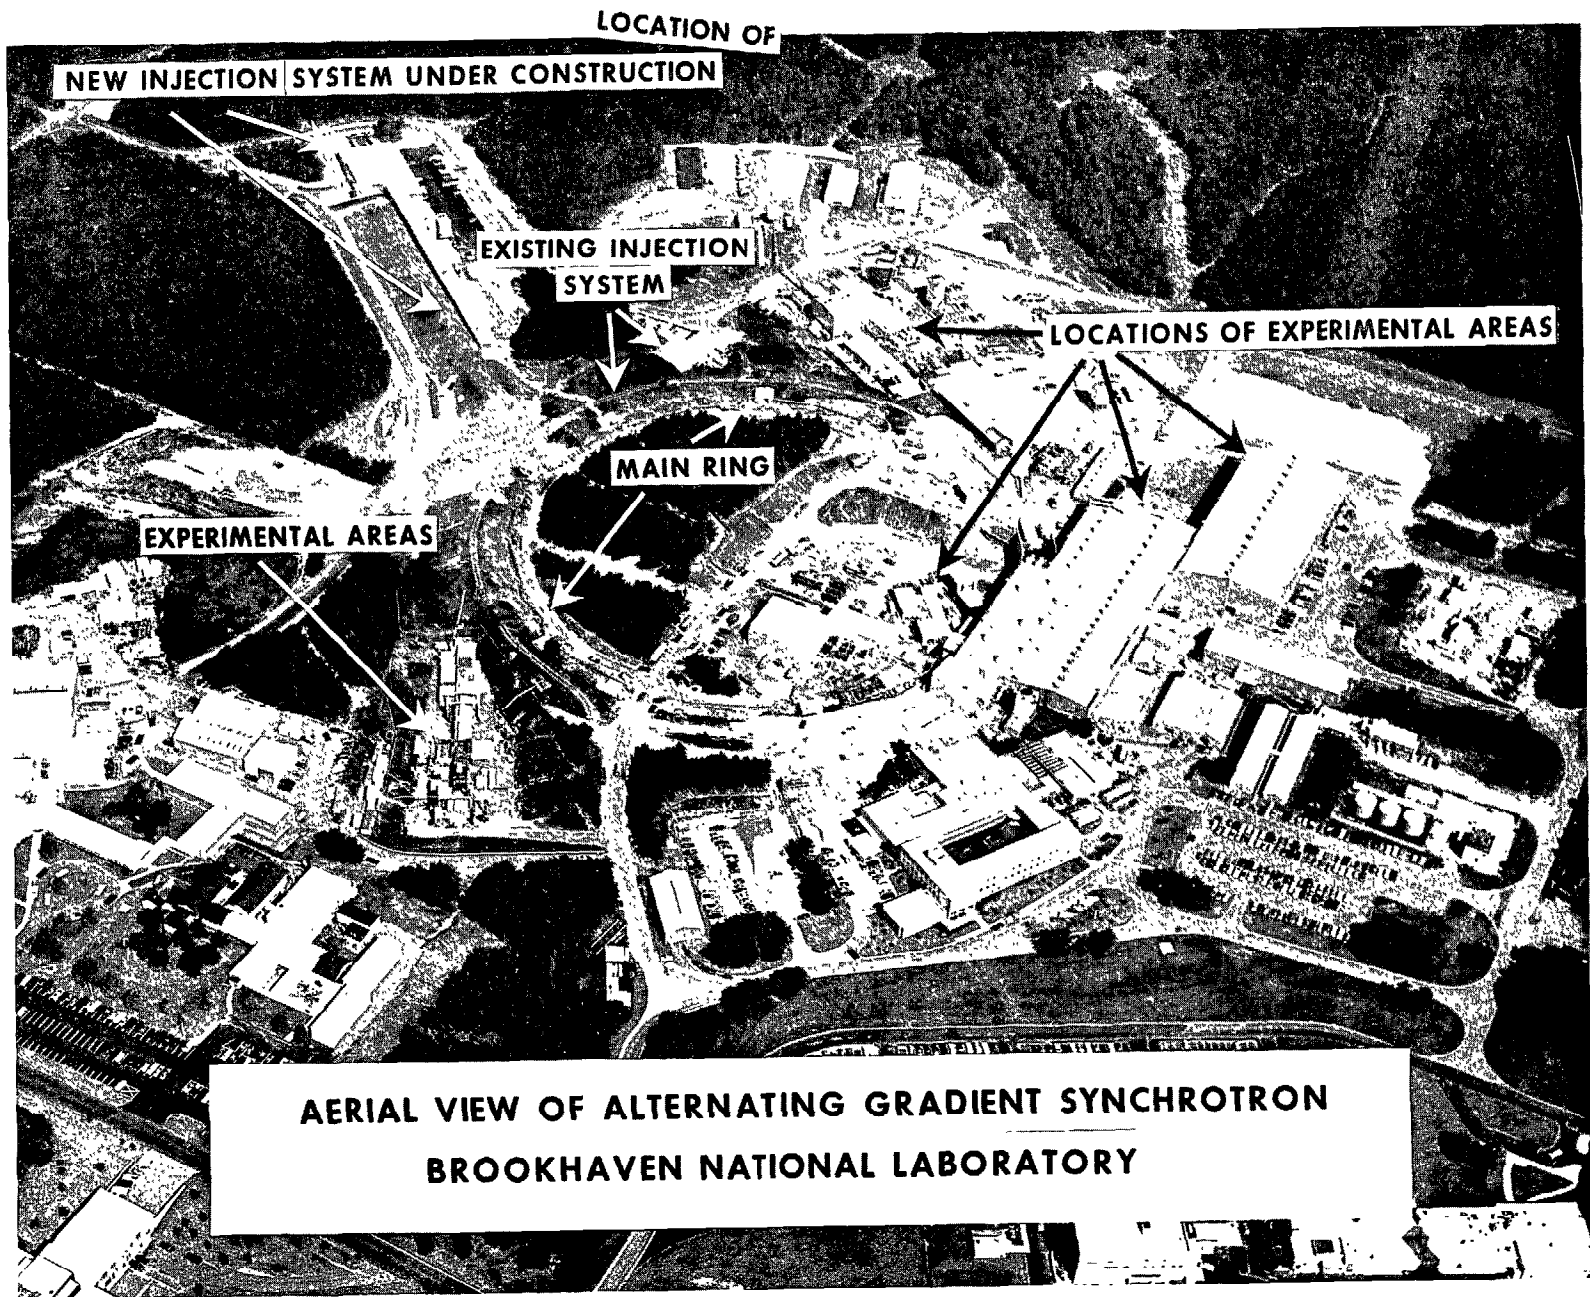 LOCATION OF
NEW INJECTION SYSTEM UNDER CONSTRUCTION
EXISTING INJECTION
SYSTEM
LOCATIONS OF EXPERIMENTAL AREAS
MAIN RING
EXPERIMENTAL AREAS
AERIAL VIEW OF ALTERNATING GRADIENT SYNCHROTRON
BROOKHAVEN NATIONAL LABORATORY